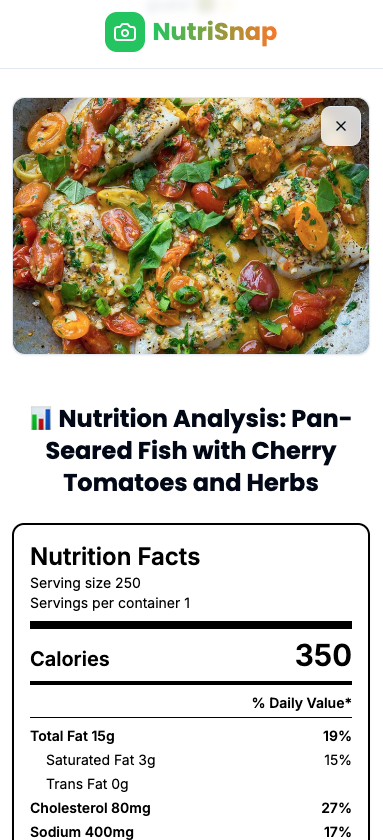 NutriSnap
Nutrition Analysis: Pan-
Seared Fish with Cherry
Tomatoes and Herbs
Nutrition Facts
Serving size 250
Servings per container 1
Calories 350
% Daily Value*
Total Fat 15g 19%
Saturated Fat 3g 15%
Trans Fat 0g
Cholesterol 80mg 27%
Sodium 400mg 17%